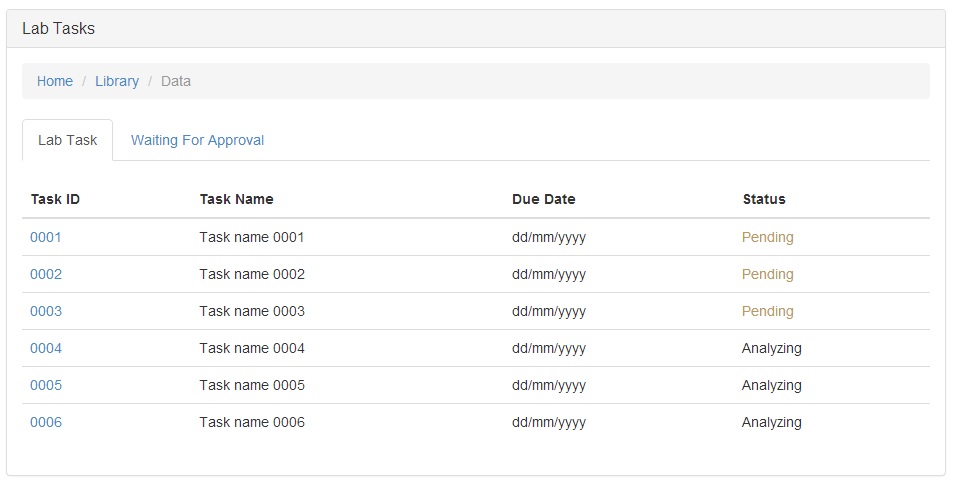 Lab Tasks
Home / Library / Data
Lab Task Waiting For Approval
Task ID Task Name Due Date Status
0001 Task name 0001 dd/mm/yyyy Pending
0002 Task name 0002 dd/mm/yyyy Pending
0003 Task name 0003 dd/mm/yyyy Pending
0004 Task name 0004 dd/mm/yyyy Analyzing
0005 Task name 0005 dd/mm/yyyy Analyzing
0006 Task name 0006 dd/mm/yyyy Analyzing